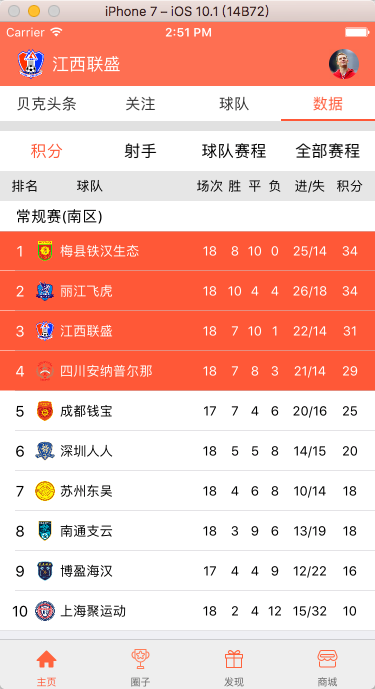 iPhone 7 – iOS 10.1 (14B72)
Carrier 2:51 PM
江西联盛
贝克头条 关注 球队 数据
积分 射手 球队赛程 全部赛程
排名 球队 场次 胜 平 负 进/失 积分
常规赛(南区)
1 梅县铁汉生态 18 8 10 0 25/14 34
2 丽江飞虎 18 10 4 4 26/18 34
3 江西联盛 18 7 10 1 22/14 31
4 四川安纳普尔那 18 7 8 3 21/14 29
5 成都钱宝 17 7 4 6 20/16 25
6 深圳人人 18 5 5 8 14/15 20
7 苏州东吴 18 4 6 8 10/14 18
8 南通支云 18 3 9 6 13/19 18
9 博盈海汉 17 4 4 9 12/22 16
10 上海聚运动 18 2 4 12 15/32 10
主页 圈子 发现 商城